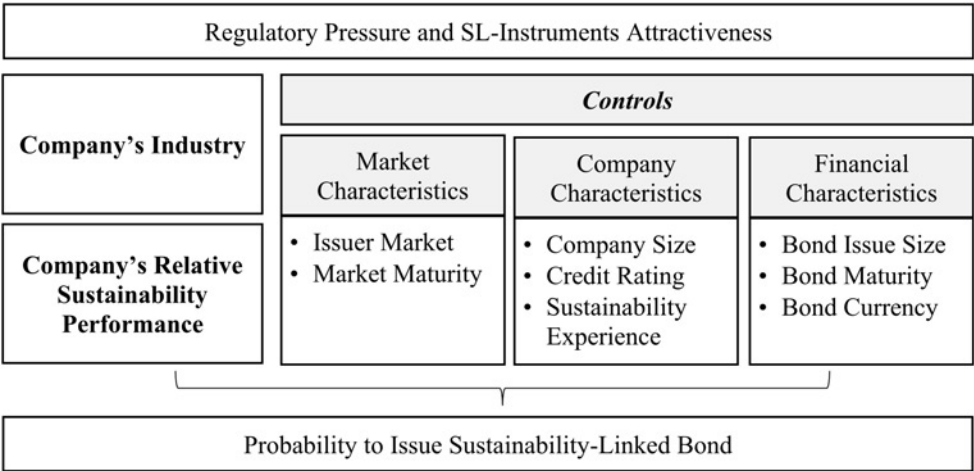 Regulatory Pressure and SL-Instruments Attractiveness
Company’s Industry
Company’s Relative
Sustainability
Performance
Controls
Market
Characteristics
• Issuer Market
• Market Maturity
Company
Characteristics
• Company Size
• Credit Rating
• Sustainability
Experience
Financial
Characteristics
• Bond Issue Size
• Bond Maturity
• Bond Currency
Probability to Issue Sustainability-Linked Bond